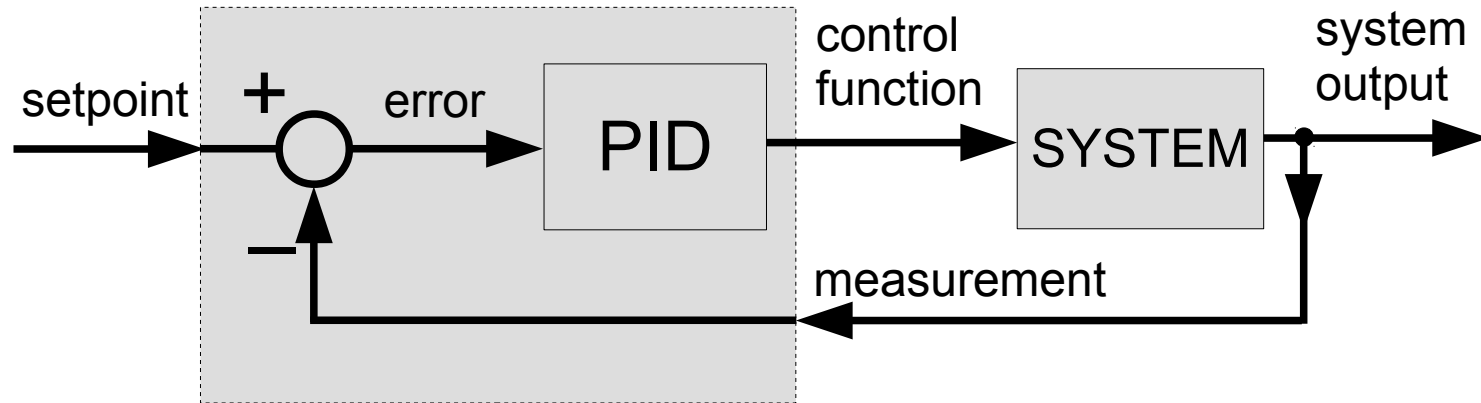 setpoint
+
error
PID
control
function
SYSTEM
system
output
−
measurement